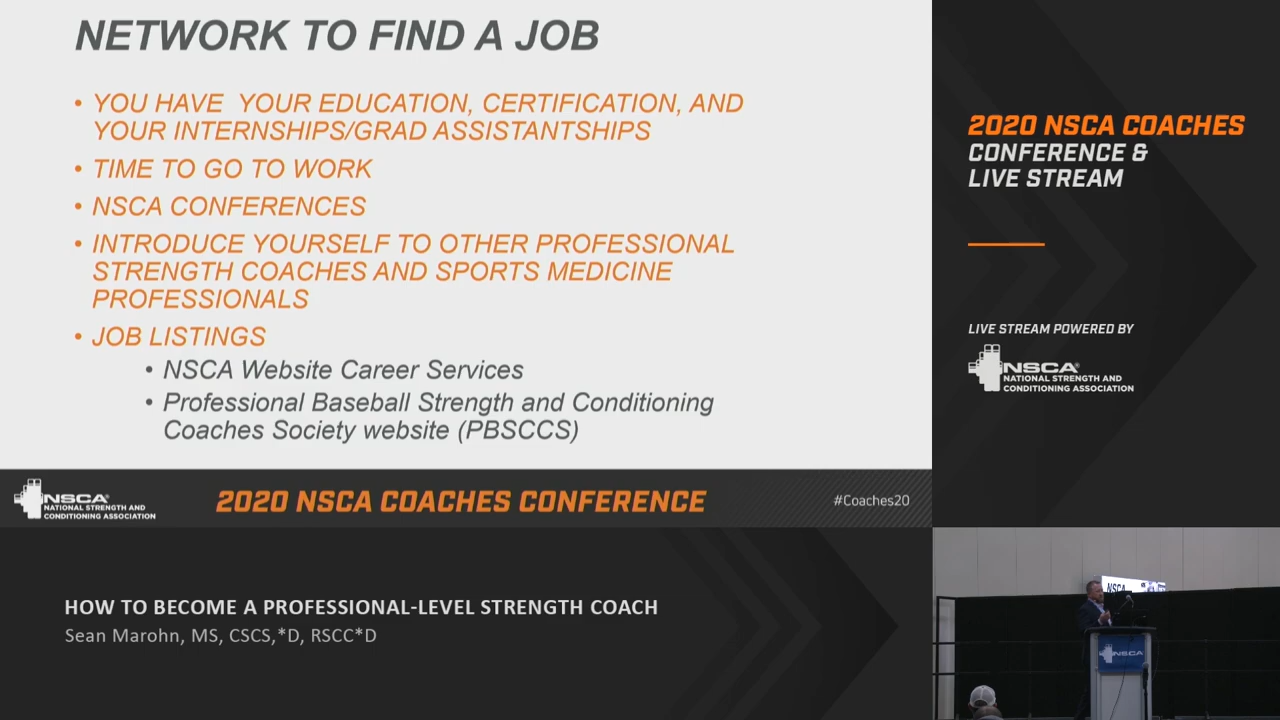 NETWORK TO FIND A JOB
• YOU HAVE YOUR EDUCATION, CERTIFICATION, AND
YOUR INTERNSHIPS/GRAD ASSISTANTSHIPS
• TIME TO GO TO WORK
• NSCA CONFERENCES
• INTRODUCE YOURSELF TO OTHER PROFESSIONAL
STRENGTH COACHES AND SPORTS MEDICINE
PROFESSIONALS
• JOB LISTINGS
• NSCA Website Career Services
• Professional Baseball Strength and Conditioning
Coaches Society website (PBSCCS)
NSCA®
NATIONAL STRENGTH AND
CONDITIONING ASSOCIATION
2020 NSCA COACHES CONFERENCE
#Coaches20
HOW TO BECOME A PROFESSIONAL-LEVEL STRENGTH COACH
Sean Marohn, MS, CSCS,*D, RSCC*D
2020 NSCA COACHES
CONFERENCE &
LIVE STREAM
LIVE STREAM POWERED BY
NSCA®
NATIONAL STRENGTH AND
CONDITIONING ASSOCIATION
NSCA
NSCA